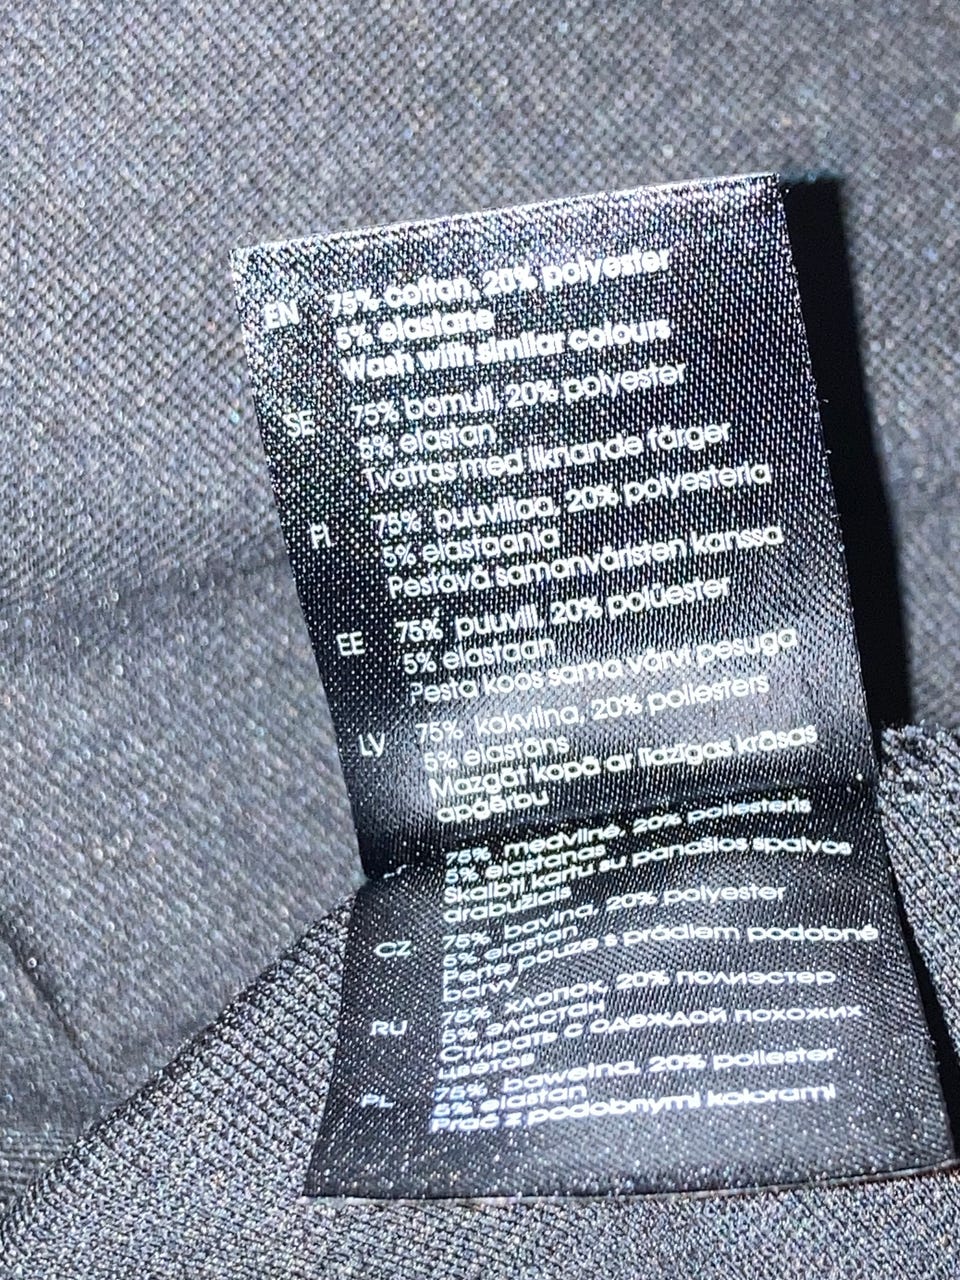 EN 75% cotton, 20% polyester
5% elastane
Wash with similar colours
SE 75% bomull, 20% polyester
5% elastan
Tvättas med liknande färger
FI 75% puuvillaa, 20% polyesteria
5% elastaania
Pestävä samanväristen kanssa
EE 75% puuvill, 20% polüester
5% elastaan
Pesta koos sama värvi pesuga
LV 75% kokvilna, 20% poliesters
5% elastāns
Mazgāt kopā ar līdzīgas krāsas
apģērbu
75% medvilnė, 20% poliesteris
5% elastanas
Skalbti kartu su panašios spalvos
drabužiais
CZ 75% bavlna, 20% polyester
5% elastan
Perte pouze s prádlem podobné
barvy
RU 75% хлопок, 20% полиэстер
5% эластан
Стирать с одеждой похожих
цветов
PL 75% bawełna, 20% poliester
5% elastan
Prać z podobnymi kolorami